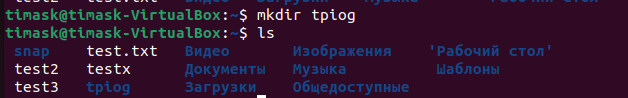 timask@timask-VirtualBox:~$ mkdir tpiog
timask@timask-VirtualBox:~$ ls
snap test.txt Видео Изображения 'Рабочий стол'
test2 testx Документы Музыка Шаблоны
test3 tpiog Загрузки Общедоступные